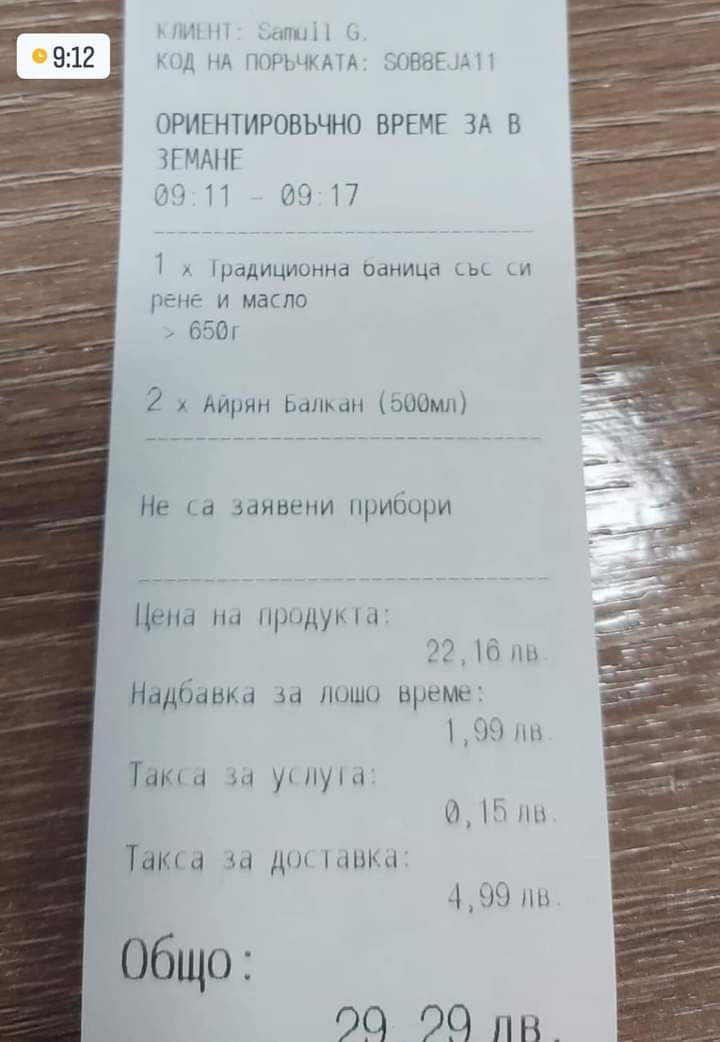 9:12
КЛИЕНТ: Samuil G.
КОД НА ПОРЪЧКАТА: SOB8EJA11
ОРИЕНТИРОВЪЧНО ВРЕМЕ ЗА В
ЗЕМАНЕ
09:11 - 09:17
1 x Традиционна баница със си
рене и масло
> 650г
2 x Айрян Балкан (500мл)
Не са заявени прибори
Цена на продукта:
22,16 лв.
Надбавка за лошо време:
1,99 лв.
Такса за услуга:
0,15 лв.
Такса за доставка:
4,99 лв.
Общо:
29,29 лв.